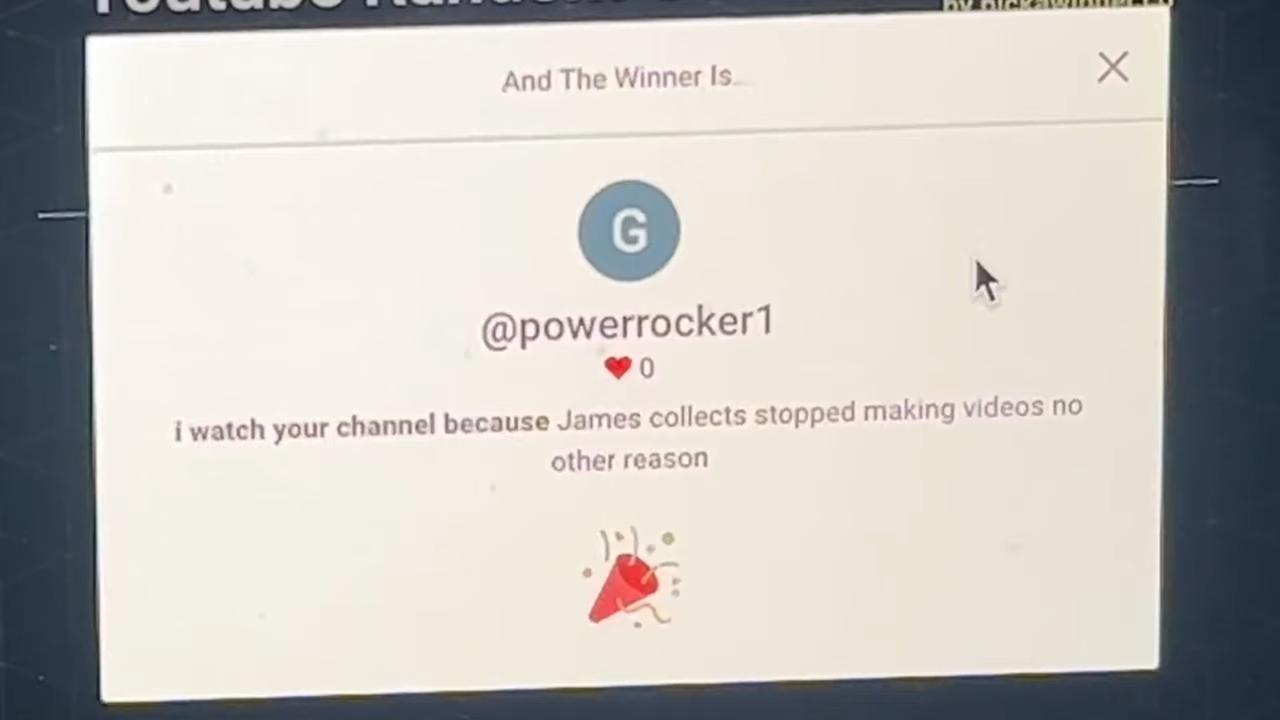 And The Winner Is...
G
@powerrocker1
0
i watch your channel because James collects stopped making videos no
other reason